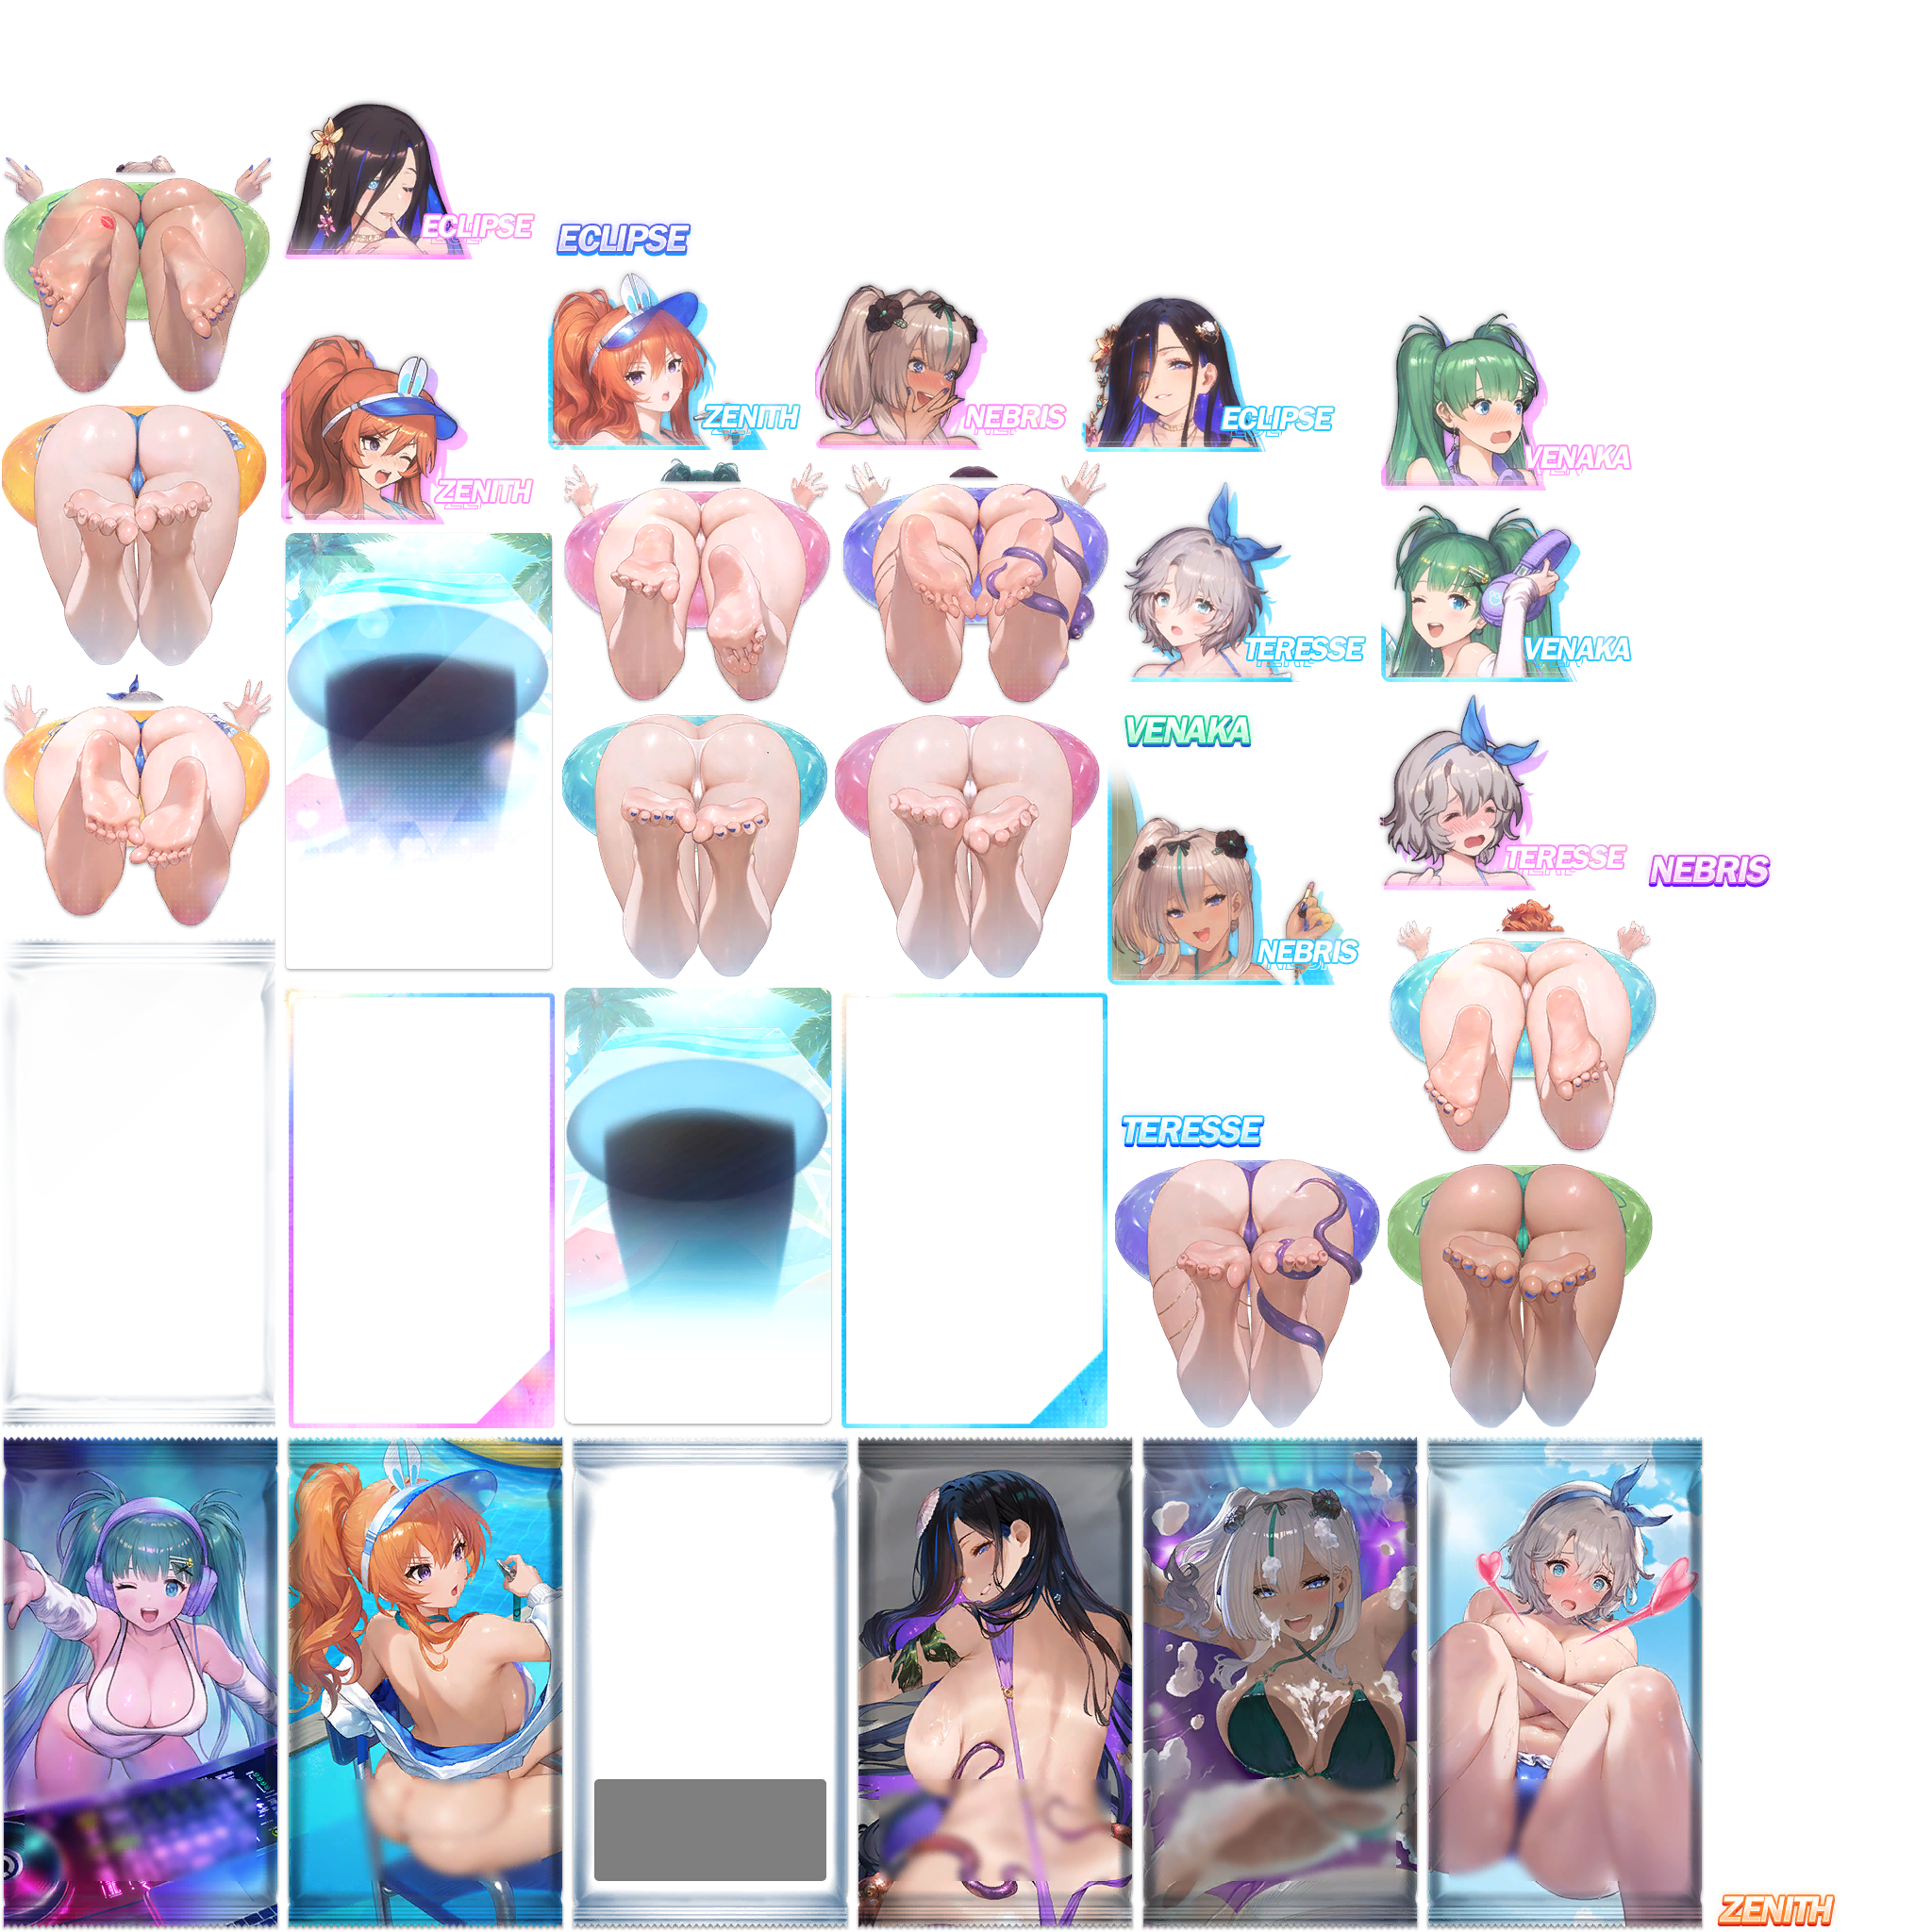 ECLIPSE
ECLIPSE
ZENITH
NEBRIS
ECLIPSE
VENAKA
ZENITH
TERESSE
VENAKA
VENAKA
TERESSE
NEBRIS
NEBRIS
TERESSE
ZENITH